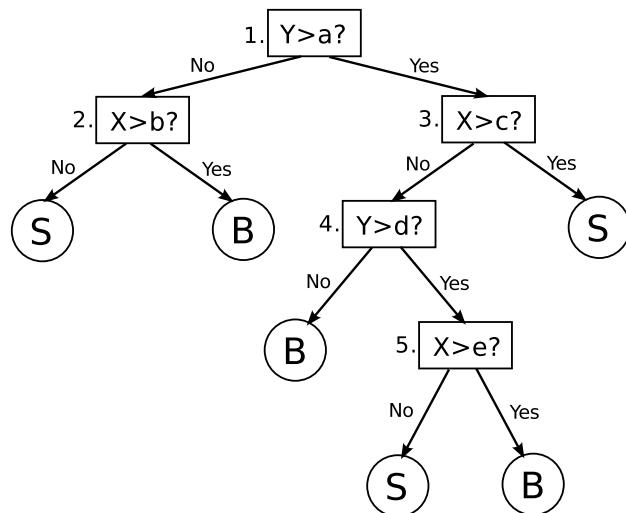 1. Y>a?
No
Yes
2. X>b?
3. X>c?
No
Yes
No
Yes
S
B
4. Y>d?
S
No
Yes
B
5. X>e?
No
Yes
S
B